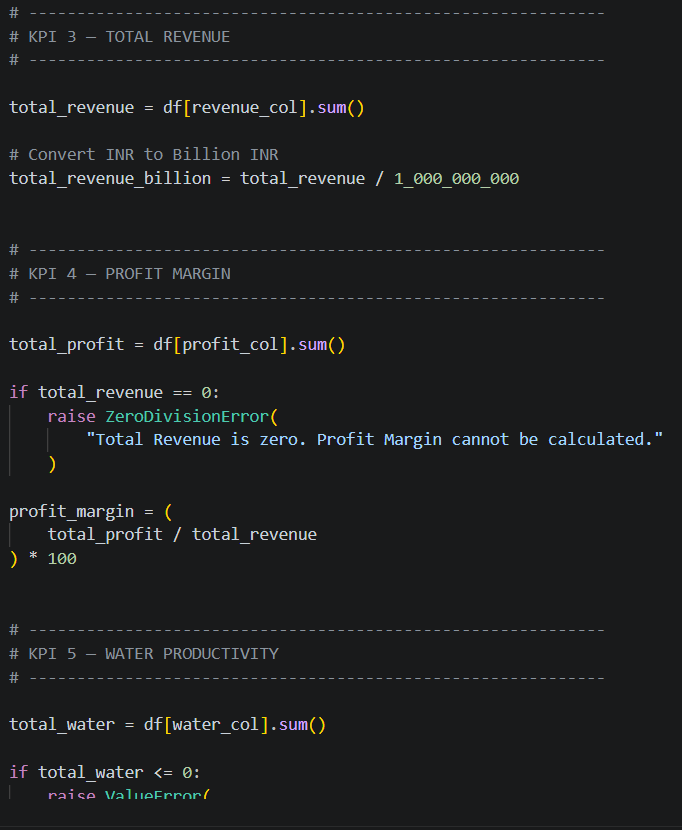 # ------------------------------------------------------------
# KPI 3 — TOTAL REVENUE
# ------------------------------------------------------------
total_revenue = df[revenue_col].sum()
# Convert INR to Billion INR
total_revenue_billion = total_revenue / 1_000_000_000
# ------------------------------------------------------------
# KPI 4 — PROFIT MARGIN
# ------------------------------------------------------------
total_profit = df[profit_col].sum()
if total_revenue == 0:
    raise ZeroDivisionError(
        "Total Revenue is zero. Profit Margin cannot be calculated."
    )
profit_margin = (
    total_profit / total_revenue
) * 100
# ------------------------------------------------------------
# KPI 5 — WATER PRODUCTIVITY
# ------------------------------------------------------------
total_water = df[water_col].sum()
if total_water <= 0:
    raise ValueError(